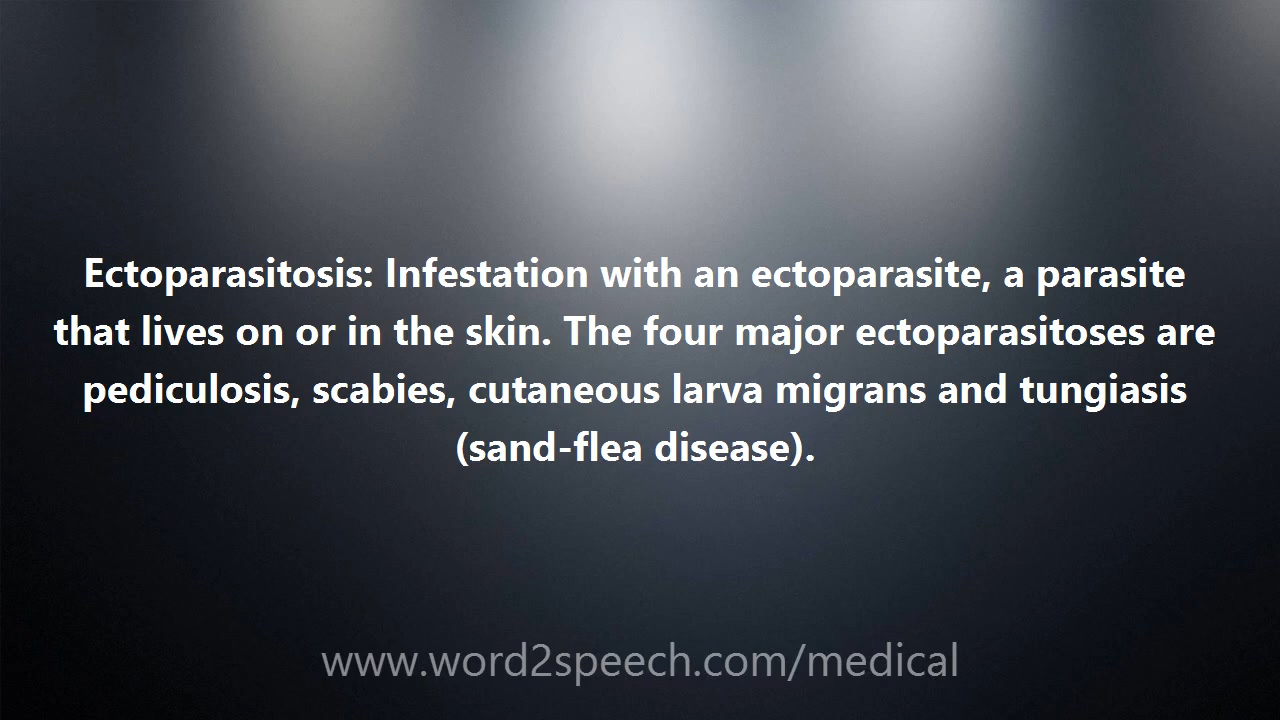 Ectoparasitosis: Infestation with an ectoparasite, a parasite
that lives on or in the skin. The four major ectoparasitoses are
pediculosis, scabies, cutaneous larva migrans and tungiasis
(sand-flea disease).
www.word2speech.com/medical